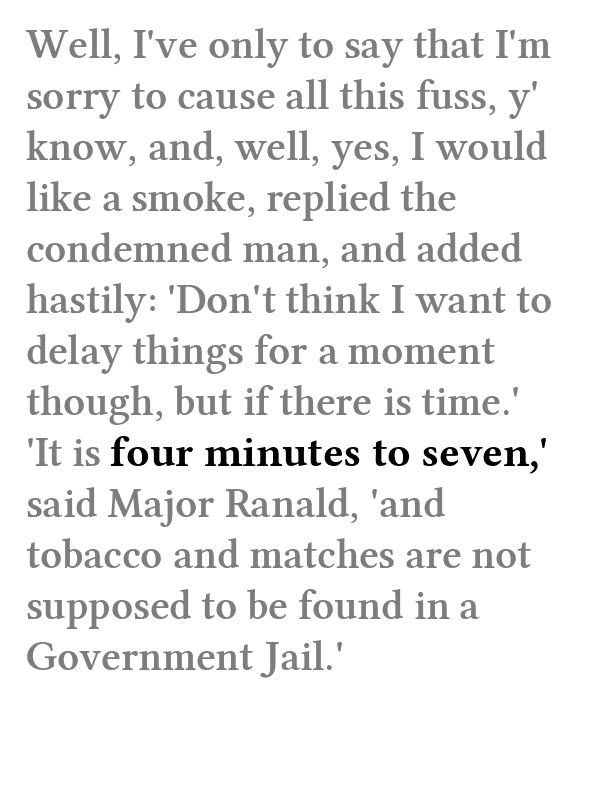 Well, I've only to say that I'm
sorry to cause all this fuss, y'
know, and, well, yes, I would
like a smoke, replied the
condemned man, and added
hastily: 'Don't think I want to
delay things for a moment
though, but if there is time.'
'It is four minutes to seven,'
said Major Ranald, 'and
tobacco and matches are not
supposed to be found in a
Government Jail.'